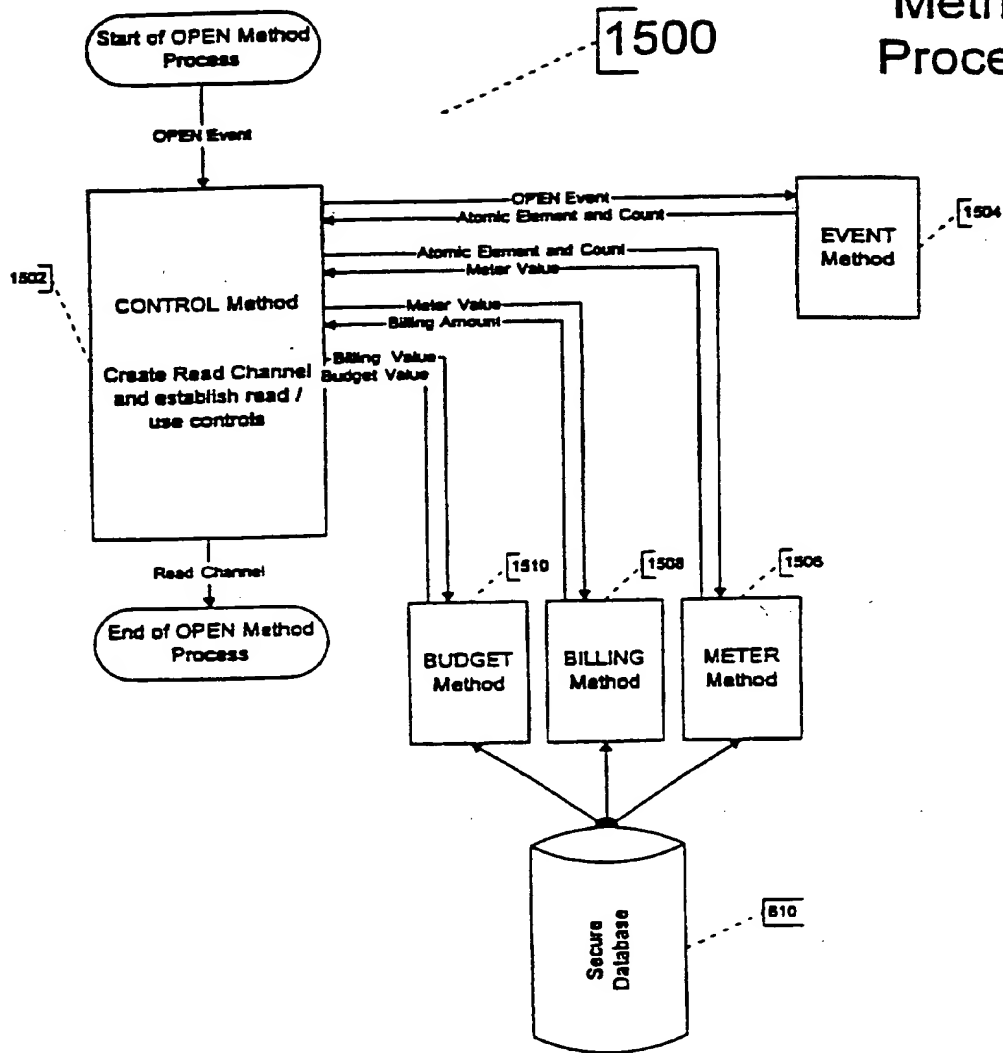 Start of OPEN Method
Process
1500
OPEN Event
OPEN Event
Atomic Element and Count
EVENT
Method
1504
1502
CONTROL Method
Create Read Channel
and establish read /
use controls
Atomic Element and Count
Meter Value
Meter Value
Billing Amount
Billing Value
Budget Value
Read Channel
End of OPEN Method
Process
1510
1508
1506
BUDGET
Method
BILLING
Method
METER
Method
Secure
Database
610